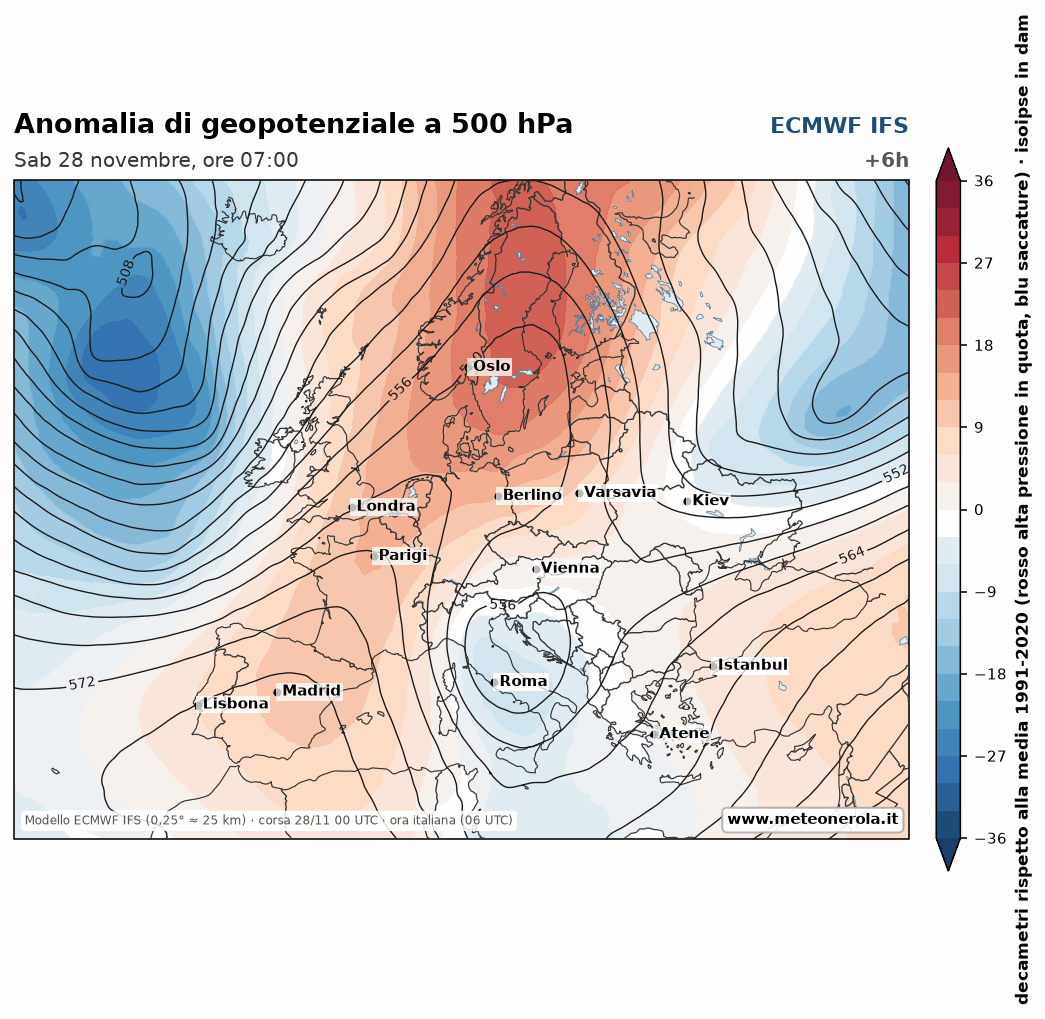 Anomalia di geopotenziale a 500 hPa
ECMWF IFS
Sab 28 novembre, ore 07:00
+6h
508
556
552
564
536
572
Oslo
Londra
Berlino
Varsavia
Kiev
Parigi
Vienna
Istanbul
Roma
Madrid
Lisbona
Atene
Modello ECMWF IFS (0,25° ≈ 25 km) · corsa 28/11 00 UTC · ora italiana (06 UTC)
www.meteonerola.it
36
27
18
9
0
−9
−18
−27
−36
decametri rispetto alla media 1991-2020 (rosso alta pressione in quota, blu saccature) · isoipse in dam